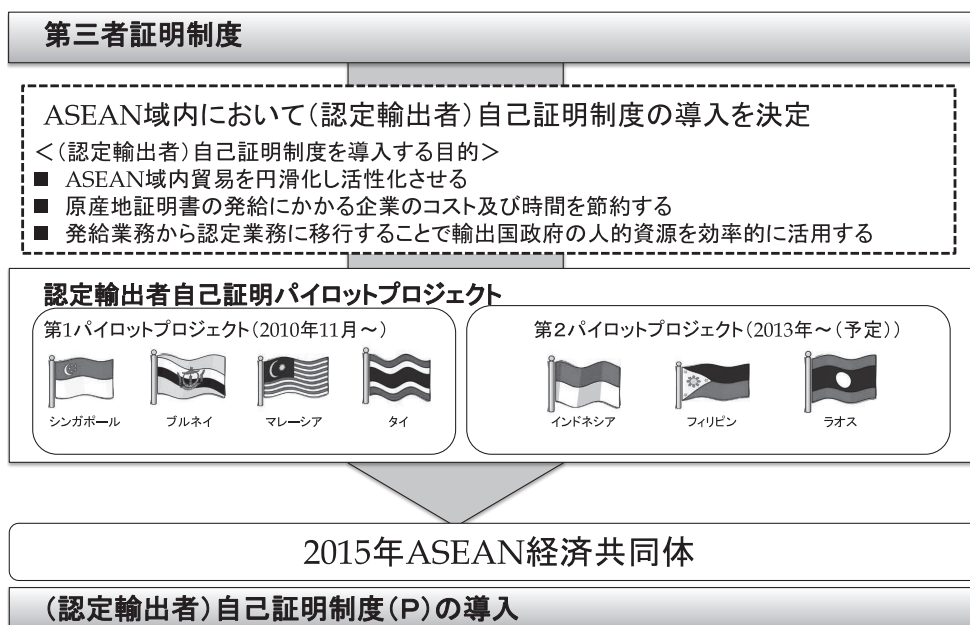 第三者証明制度
ASEAN域内において(認定輸出者)自己証明制度の導入を決定
＜(認定輸出者)自己証明制度を導入する目的＞
■ ASEAN域内貿易を円滑化し活性化させる
■ 原産地証明書の発給にかかる企業のコスト及び時間を節約する
■ 発給業務から認定業務に移行することで輸出国政府の人的資源を効率的に活用する
認定輸出者自己証明パイロットプロジェクト
第1パイロットプロジェクト(2010年11月～)
シンガポール
ブルネイ
マレーシア
タイ
第2パイロットプロジェクト(2013年～(予定))
インドネシア
フィリピン
ラオス
2015年ASEAN経済共同体
(認定輸出者)自己証明制度(P)の導入